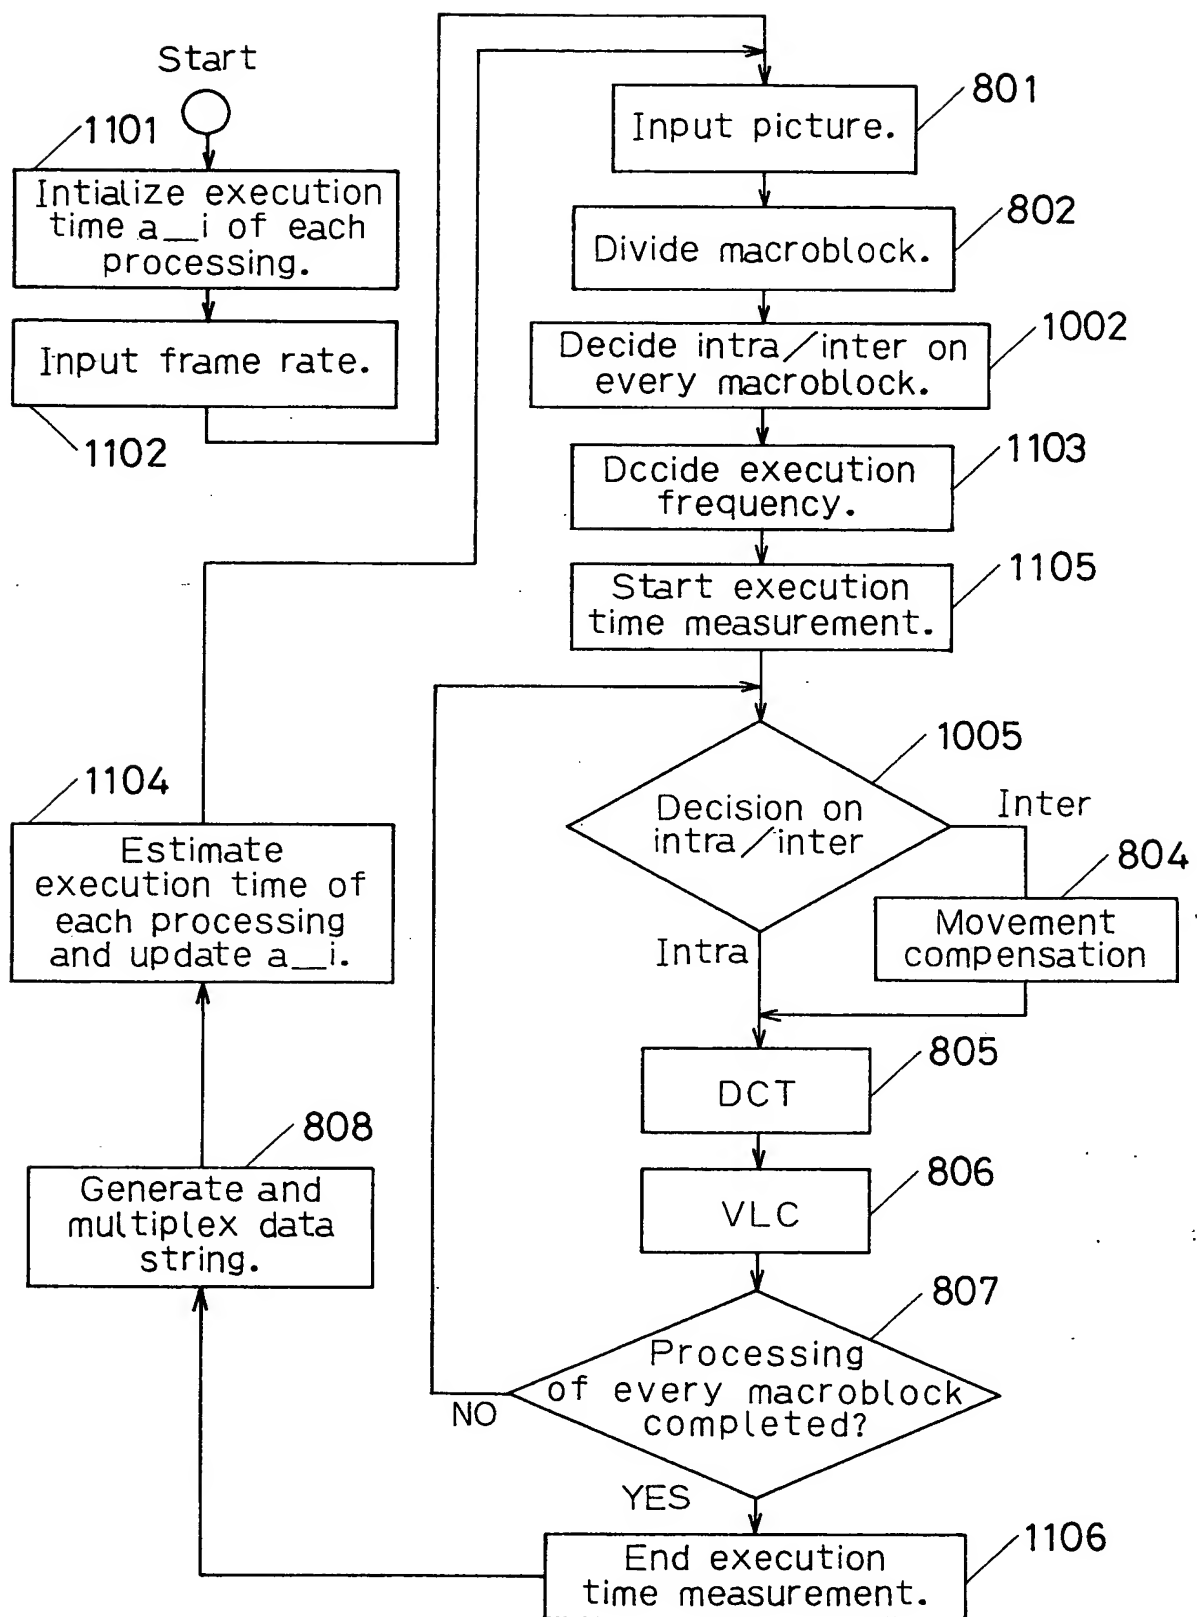 Start
1101
Intialize execution
time a__i of each
processing.
Input frame rate.
1102
801
Input picture.
802
Divide macroblock.
1002
Decide intra/inter on
every macroblock.
1103
Dccide execution
frequency.
1105
Start execution
time measurement.
1005
Decision on
intra/inter
Inter
Intra
804
Movement
compensation
805
DCT
806
VLC
807
Processing
of every macroblock
completed?
NO
YES
1106
End execution
time measurement.
808
Generate and
multiplex data
string.
1104
Estimate
execution time of
each processing
and update a__i.